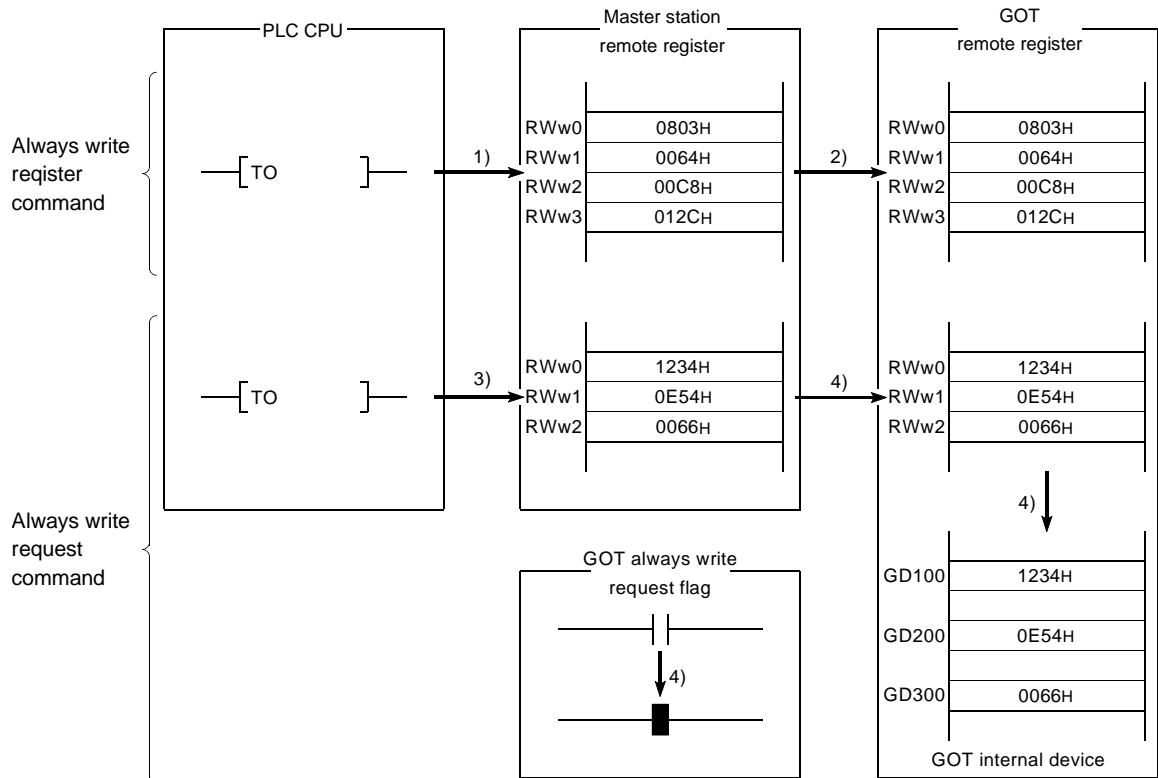 PLC CPU
Master station
remote register
GOT
remote register
Always write
reqister
command
TO
1)
RWw0 0803H
RWw1 0064H
RWw2 00C8H
RWw3 012CH
2)
RWw0 0803H
RWw1 0064H
RWw2 00C8H
RWw3 012CH
Always write
request
command
TO
3)
RWw0 1234H
RWw1 0E54H
RWw2 0066H
4)
RWw0 1234H
RWw1 0E54H
RWw2 0066H
4)
GOT always write
request flag
4)
GD100 1234H
GD200 0E54H
GD300 0066H
GOT internal device